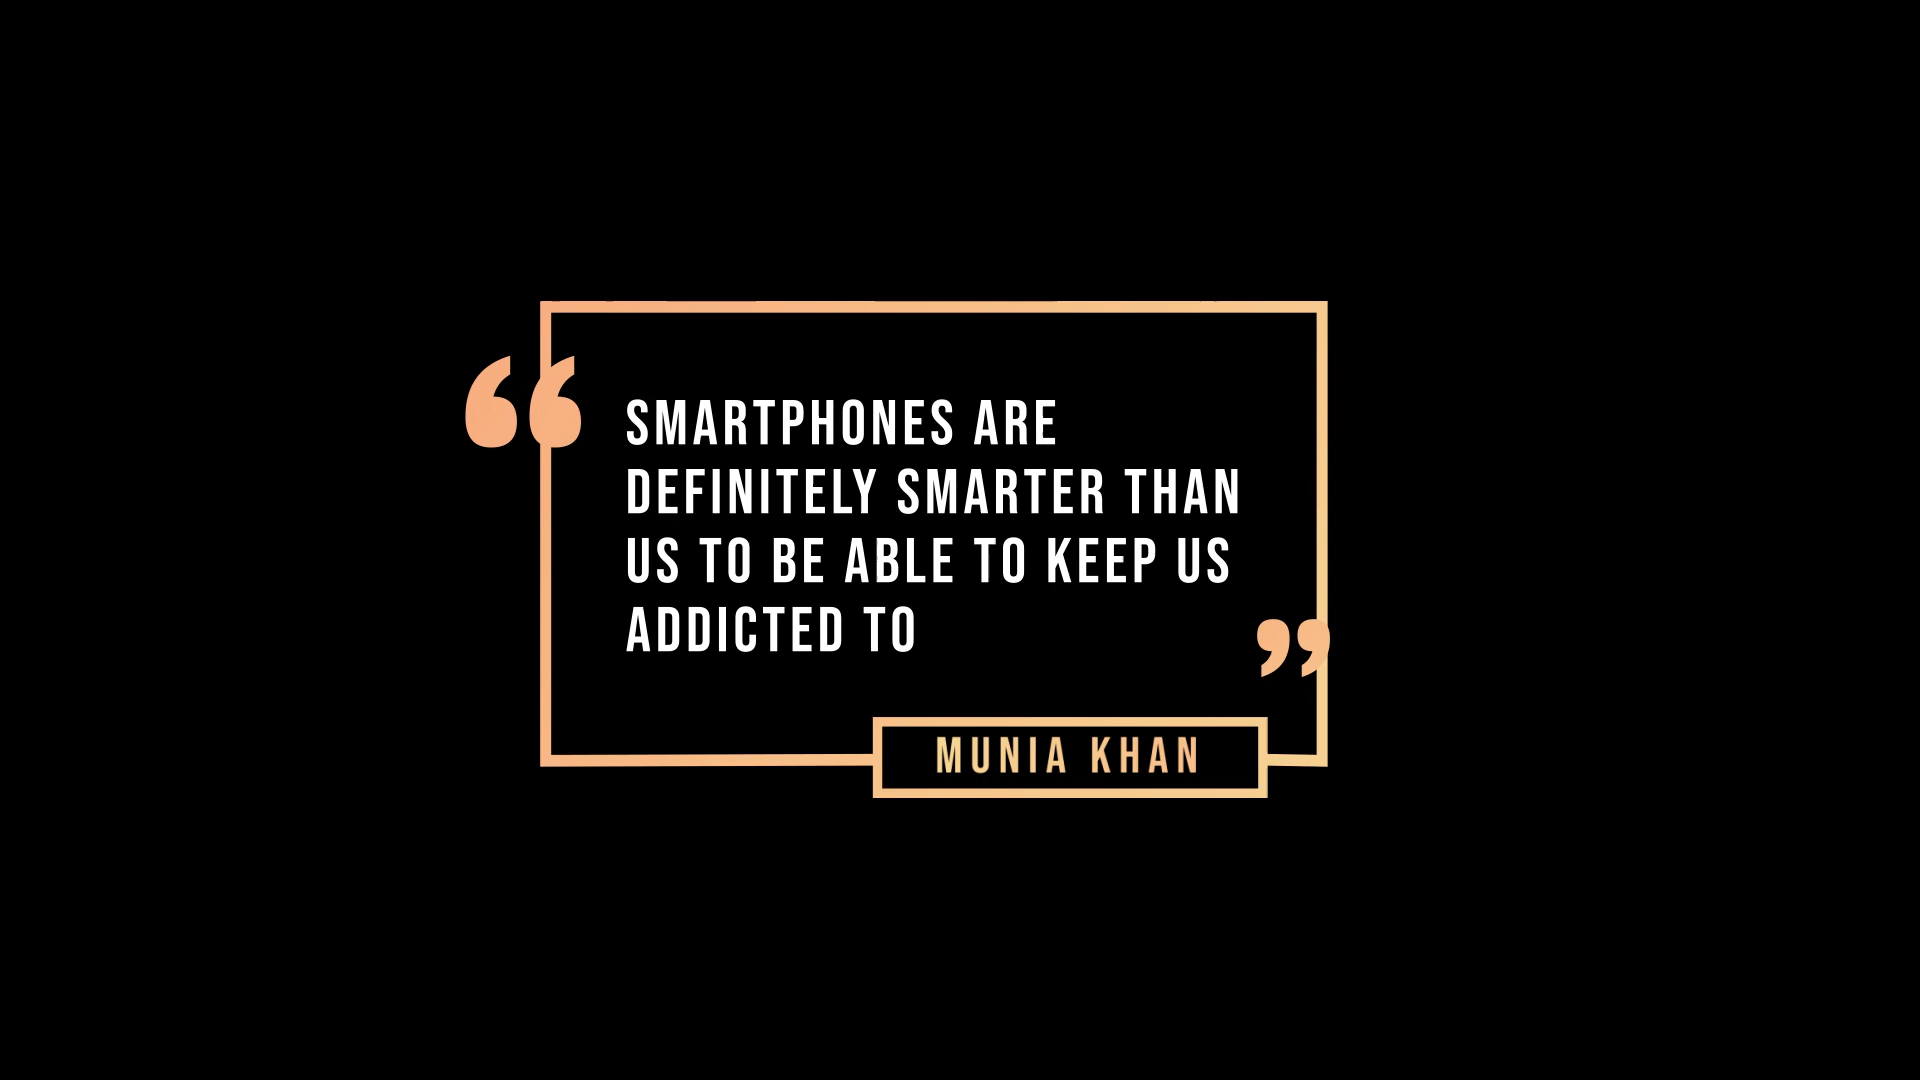 “
SMARTPHONES ARE
DEFINITELY SMARTER THAN
US TO BE ABLE TO KEEP US
ADDICTED TO
”
MUNIA KHAN